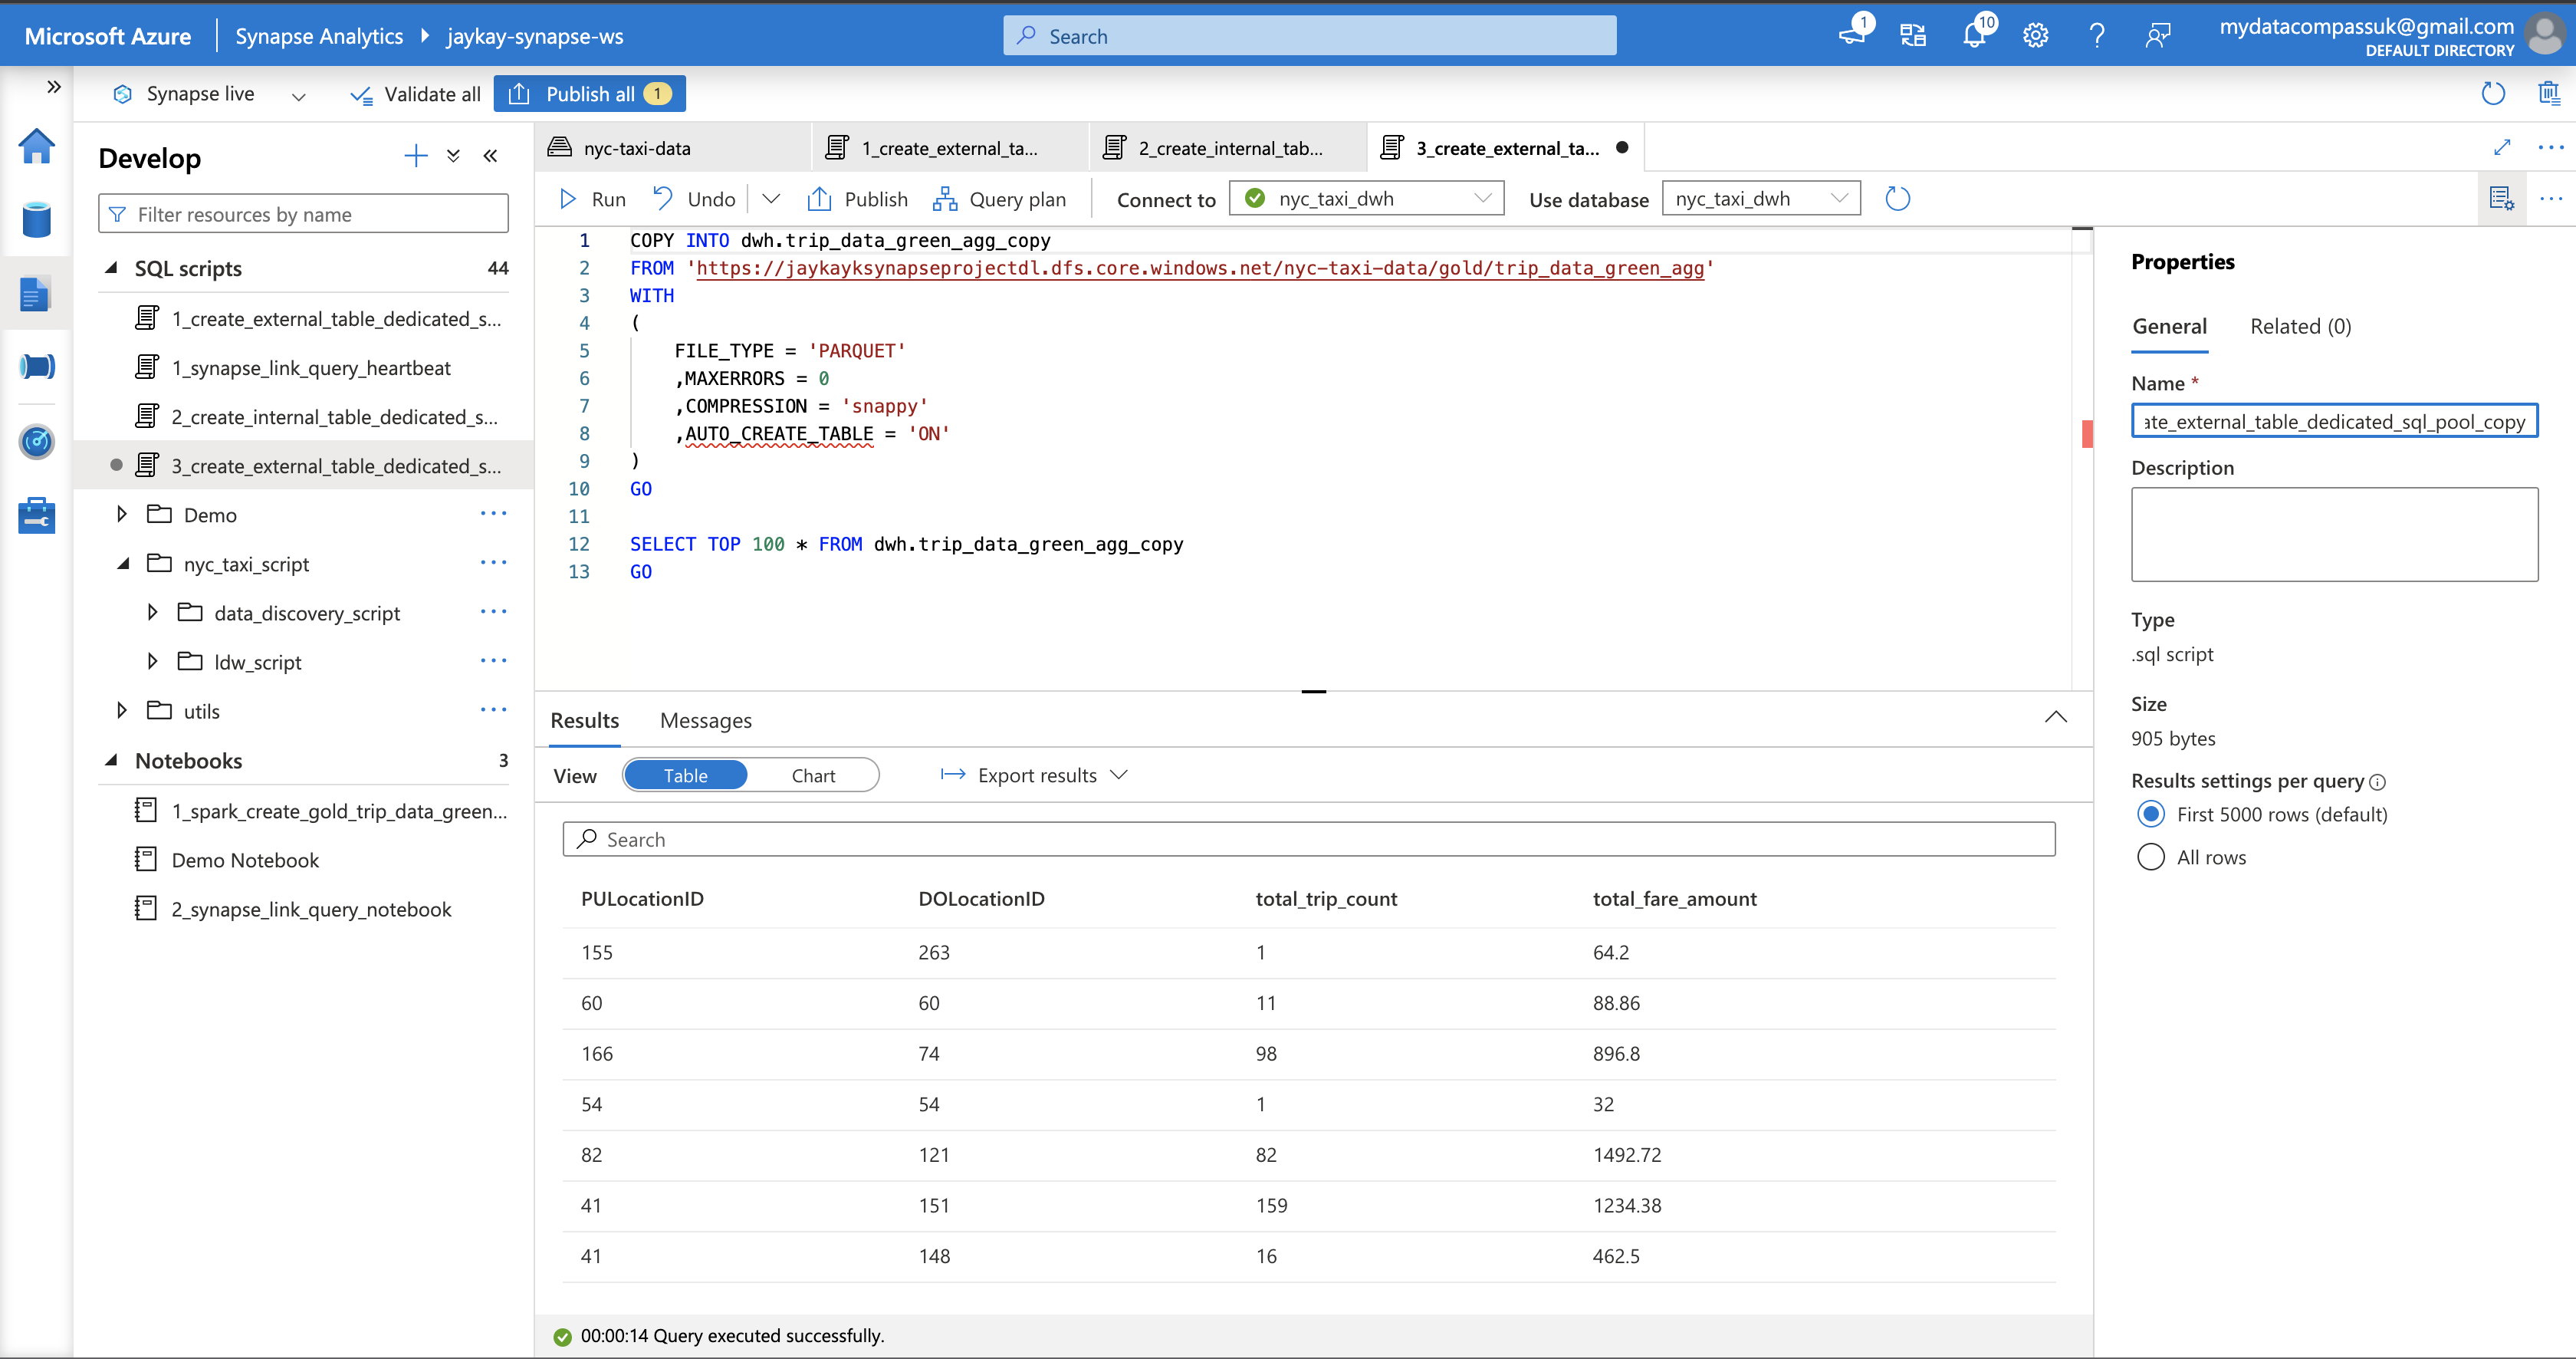 Microsoft Azure
Synapse Analytics
jaykay-synapse-ws
Search
1
10
mydatacompassuk@gmail.com
DEFAULT DIRECTORY
Synapse live
Validate all
Publish all 1
Develop
Filter resources by name
SQL scripts 44
1_create_external_table_dedicated_s...
1_synapse_link_query_heartbeat
2_create_internal_table_dedicated_s...
3_create_external_table_dedicated_s...
Demo
nyc_taxi_script
data_discovery_script
ldw_script
utils
Notebooks 3
1_spark_create_gold_trip_data_green...
Demo Notebook
2_synapse_link_query_notebook
nyc-taxi-data
1_create_external_ta...
2_create_internal_tab...
3_create_external_ta...
Run
Undo
Publish
Query plan
Connect to
nyc_taxi_dwh
Use database
nyc_taxi_dwh
1 COPY INTO dwh.trip_data_green_agg_copy
2 FROM 'https://jaykayksynapseprojectdl.dfs.core.windows.net/nyc-taxi-data/gold/trip_data_green_agg'
3 WITH
4 (
5 FILE_TYPE = 'PARQUET'
6 ,MAXERRORS = 0
7 ,COMPRESSION = 'snappy'
8 ,AUTO_CREATE_TABLE = 'ON'
9 )
10 GO
11
12 SELECT TOP 100 * FROM dwh.trip_data_green_agg_copy
13 GO
Results
Messages
View
Table
Chart
Export results
Search
PULocationID DOLocationID total_trip_count total_fare_amount
155 263 1 64.2
60 60 11 88.86
166 74 98 896.8
54 54 1 32
82 121 82 1492.72
41 151 159 1234.38
41 148 16 462.5
00:00:14 Query executed successfully.
Properties
General
Related (0)
Name *
ate_external_table_dedicated_sql_pool_copy
Description
Type
.sql script
Size
905 bytes
Results settings per query
First 5000 rows (default)
All rows